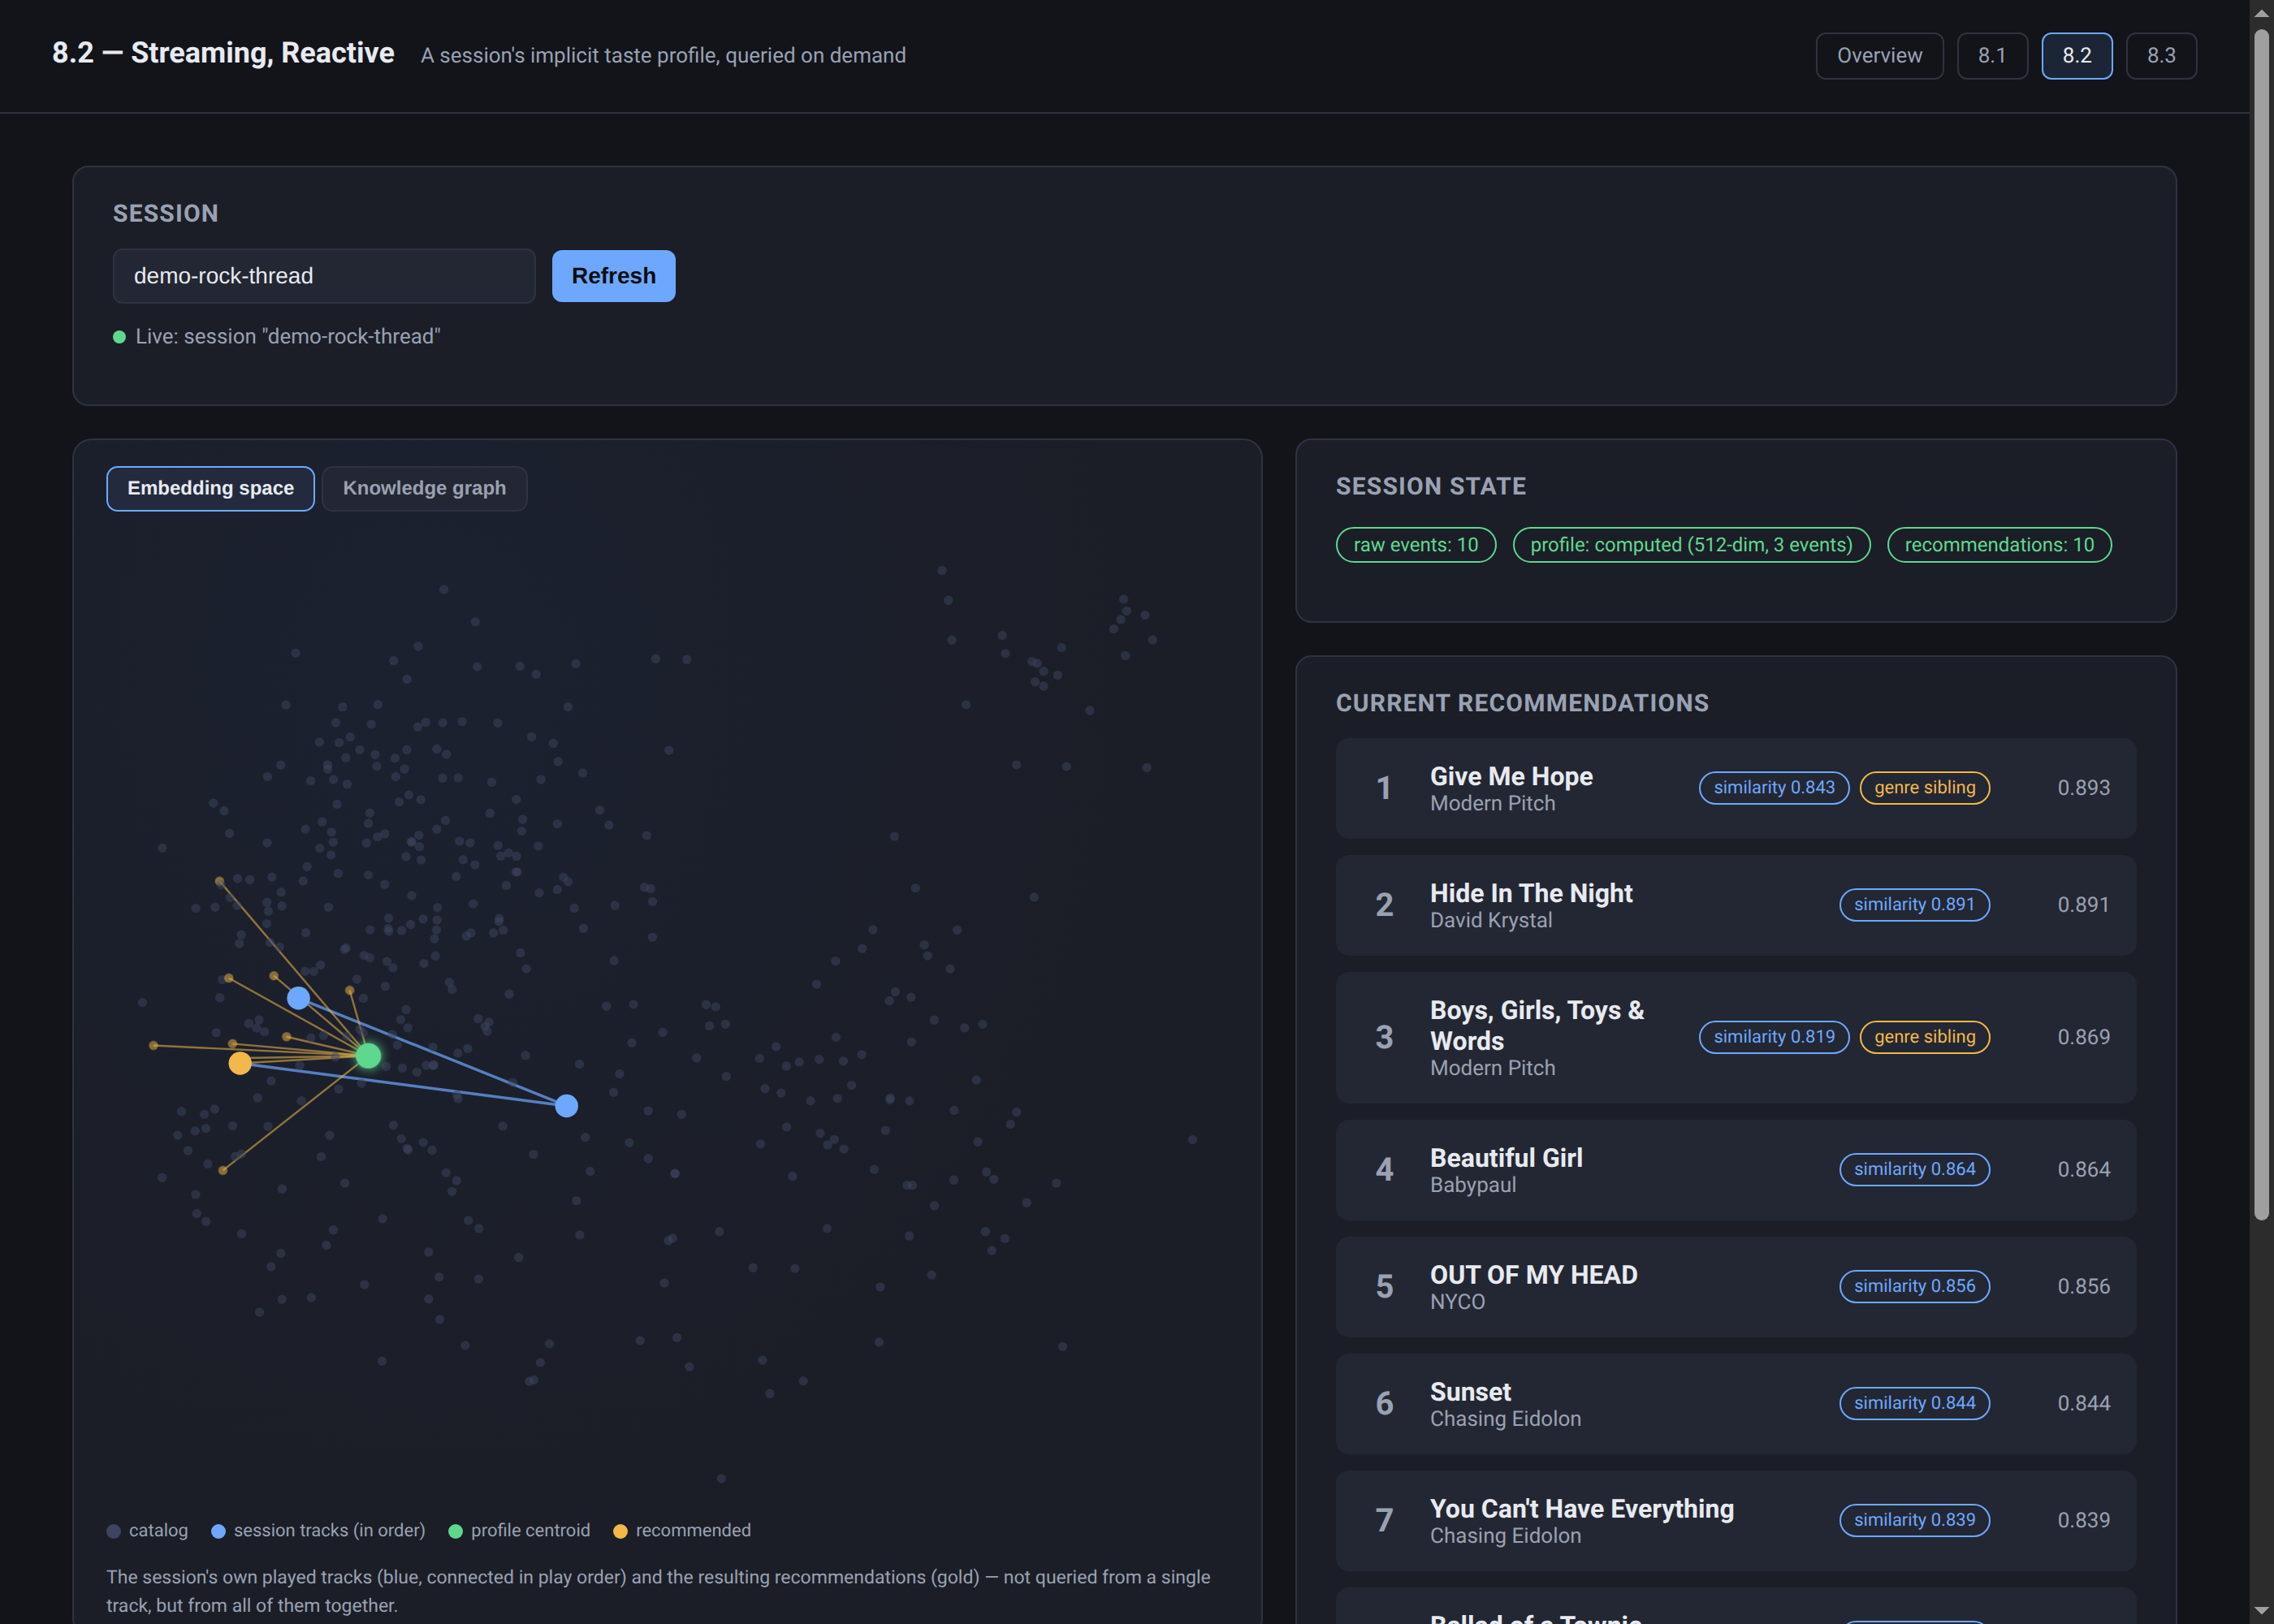 8.2 — Streaming, Reactive
A session's implicit taste profile, queried on demand
Overview
8.1
8.2
8.3
SESSION
demo-rock-thread
Refresh
Live: session "demo-rock-thread"
Embedding space
Knowledge graph
catalog
session tracks (in order)
profile centroid
recommended
The session's own played tracks (blue, connected in play order) and the resulting recommendations (gold) — not queried from a single
track, but from all of them together.
SESSION STATE
raw events: 10
profile: computed (512-dim, 3 events)
recommendations: 10
CURRENT RECOMMENDATIONS
1
Give Me Hope
Modern Pitch
similarity 0.843
genre sibling
0.893
2
Hide In The Night
David Krystal
similarity 0.891
0.891
3
Boys, Girls, Toys &
Words
Modern Pitch
similarity 0.819
genre sibling
0.869
4
Beautiful Girl
Babypaul
similarity 0.864
0.864
5
OUT OF MY HEAD
NYCO
similarity 0.856
0.856
6
Sunset
Chasing Eidolon
similarity 0.844
0.844
7
You Can't Have Everything
Chasing Eidolon
similarity 0.839
0.839
Ballad of a Townie